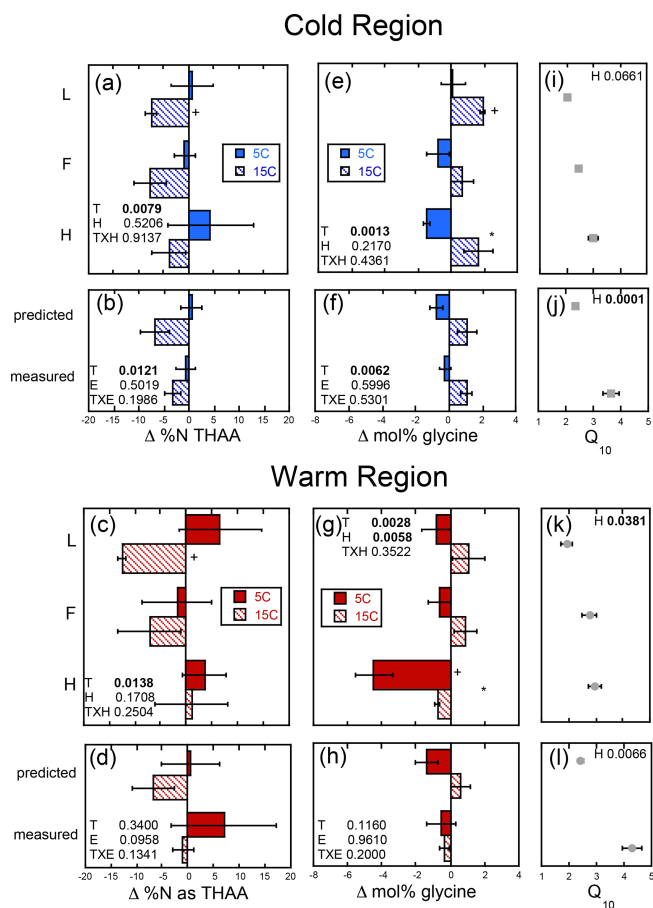 Cold Region
(a)
(e)
(i)
H 0.0661
L
+
+
5C
15C
5C
15C
F
T 0.0079
H 0.5206
TXH 0.9137
T 0.0013
H 0.2170
TXH 0.4361
*
H
(b)
(f)
(j)
H 0.0001
predicted
measured
T 0.0121
E 0.5019
TXE 0.1986
T 0.0062
E 0.5996
TXE 0.5301
-20 -15 -10 -5 0 5 10 15 20
-8 -6 -4 -2 0 2 4
1 2 3 4 5
Δ %N THAA
Δ mol% glycine
Q10
Warm Region
(c)
(g)
(k)
H 0.0381
T 0.0028
H 0.0058
TXH 0.3522
L
+
5C
15C
5C
15C
F
H
T 0.0138
H 0.1708
TXH 0.2504
+
*
(d)
(h)
(l)
H 0.0066
predicted
measured
T 0.3400
E 0.0958
TXE 0.1341
T 0.1160
E 0.9610
TXE 0.2000
-20 -15 -10 -5 0 5 10 15 20
-8 -6 -4 -2 0 2 4
1 2 3 4 5
Δ %N as THAA
Δ mol% glycine
Q10